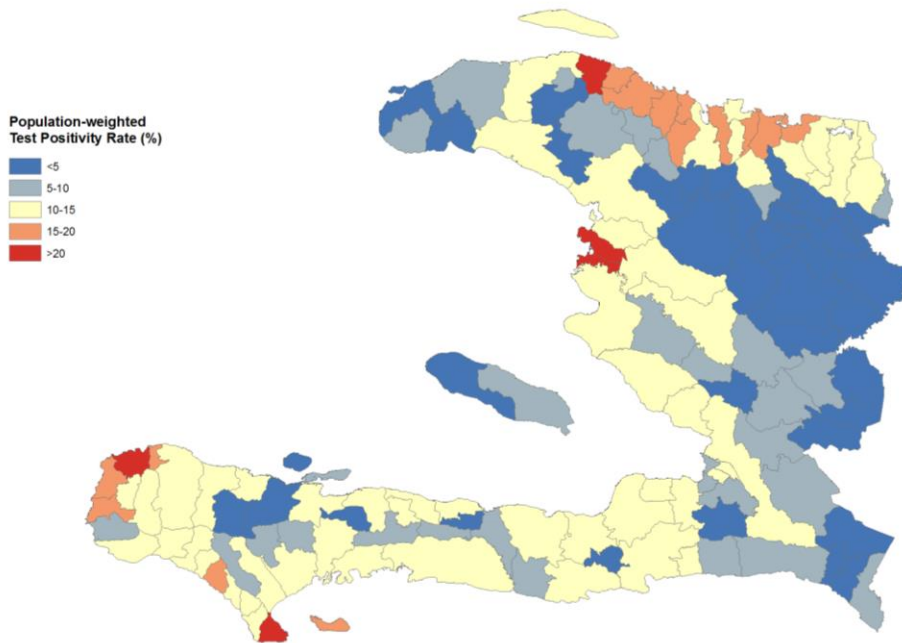 Population-weighted
Test Positivity Rate (%)
<5
5-10
10-15
15-20
>20